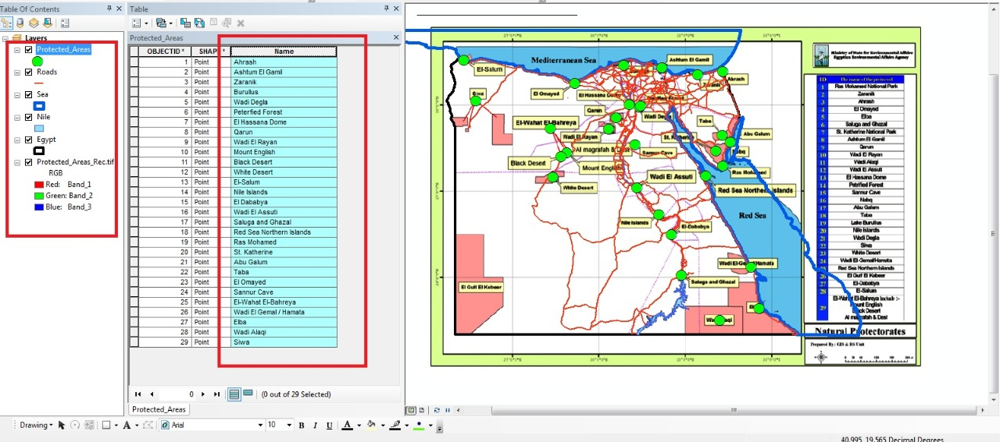 Table Of Contents
Layers
Protected_Areas
Roads
Sea
Nile
Egypt
Protected_Areas_Rec.tif
RGB
Red: Band_1
Green: Band_2
Blue: Band_3
Table
Protected_Areas
OBJECTID * SHAP * Name
1 Point Ahrash
2 Point Ashtum El Gamil
3 Point Zaranik
4 Point Burullus
5 Point Wadi Degla
6 Point Peterfied Forest
7 Point El Hassana Dome
8 Point Qarun
9 Point Wadi El Rayan
10 Point Mount English
11 Point Black Desert
12 Point White Desert
13 Point El-Salum
14 Point Nile Islands
15 Point El Dababya
16 Point Wadi El Assuti
17 Point Saluga and Ghazal
18 Point Red Sea Northern Islands
19 Point Ras Mohamed
20 Point St. Katherine
21 Point Abu Galum
22 Point Taba
23 Point El Omayed
24 Point Sannur Cave
25 Point El-Wahat El-Bahreya
26 Point Wadi El Gemal / Hamata
27 Point Elba
28 Point Wadi Alaqi
29 Point Siwa
0 (0 out of 29 Selected)
Protected_Areas
Drawing Arial 10 B I U A
Mediterranean Sea
Ashtum El Gamil
El-Salum
Ahrash
El Omayed
El Hassana Dome
Qarun
Wadi Degla
Taba
El-Wahat El-Bahreya
Wadi El Rayan
Abu Galum
Sannur Cave
Black Desert
Mount English
Ras Mohamed
Wadi El Assuti
White Desert
Red Sea Northern Islands
Red Sea
Nile Islands
El-Dababya
Saluga and Ghazal
El Gulf El Kebeer
Ministry of State for Environmental Affairs
Egyptian Environmental Affairs Agency
ID The name of the protected
1 Ras Mohamed National Park
2 Zaranik
3 Ahrash
4 El Omayed
5 Elba
6 Saluga and Ghazal
7 St. Katherine National Park
8 Ashtum El Gamil
9 Qarun
10 Wadi El Rayan
11 Wadi Alaqi
12 Wadi El Assuti
13 El Hassana Dome
14 Petrified Forest
15 Sannur Cave
16 Nabq
17 Abu Galum
18 Taba
19 Lake Burullus
20 Nile Islands
21 Wadi Degla
22 Siwa
23 White Desert
24 Wadi El-Gemal/Hamata
25 Red Sea Northern Islands
26 El Gulf El Kebeer
27 El-Dababya
28 El-Salum
29 El-Wahat El-Bahreya Include :-
Mount English
Black Desert
Al magrafah & Dest
Natural Protectorates
Prepared By: GIS & RS Unit
40.995 19.565 Decimal Degrees